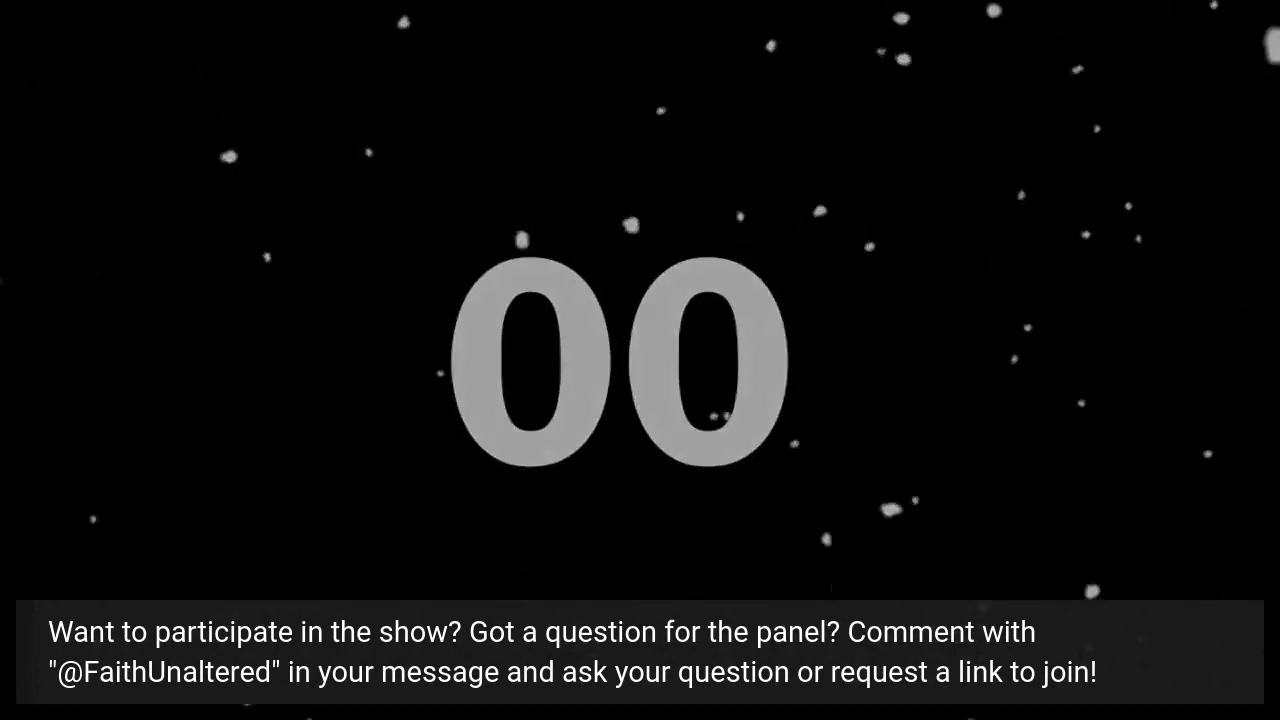 00
Want to participate in the show? Got a question for the panel? Comment with
"@FaithUnaltered" in your message and ask your question or request a link to join!